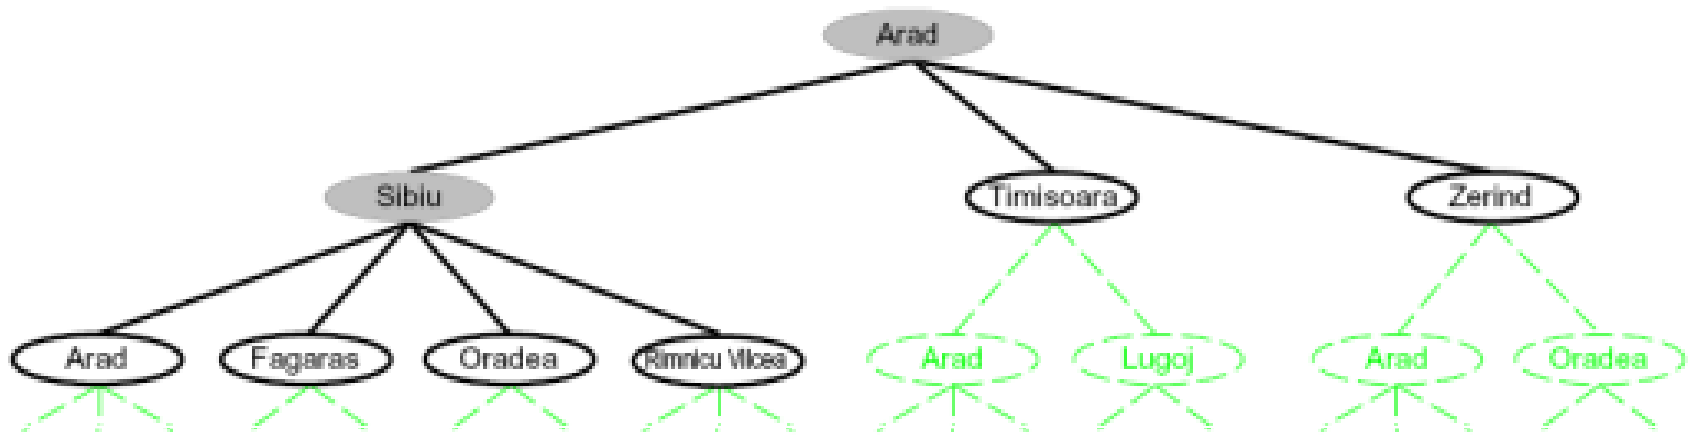 Arad
Sibiu Timisoara Zerind
Arad Fagaras Oradea Rimnicu Vilcea Arad Lugoj Arad Oradea